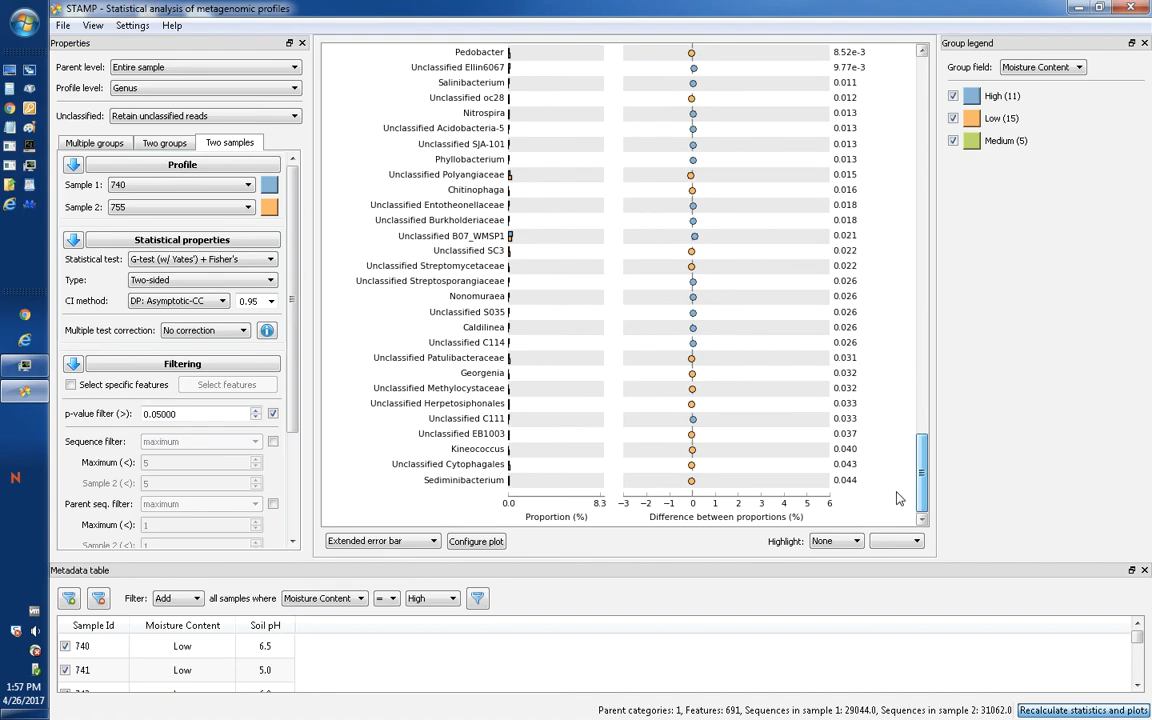 STAMP - Statistical analysis of metagenomic profiles
File View Settings Help
Properties
Parent level: Entire sample
Profile level: Genus
Unclassified: Retain unclassified reads
Multiple groups Two groups Two samples
Profile
Sample 1: 740
Sample 2: 755
Statistical properties
Statistical test: G-test (w/ Yates') + Fisher's
Type: Two-sided
CI method: DP: Asymptotic-CC 0.95
Multiple test correction: No correction
Filtering
Select specific features Select features
p-value filter (>): 0.05000
Sequence filter: maximum
Maximum (<): 5
Sample 2 (<): 5
Parent seq. filter: maximum
Maximum (<): 1
Sample 2 (<): 1
Pedobacter 8.52e-3
Unclassified Ellin6067 9.77e-3
Salinibacterium 0.011
Unclassified oc28 0.012
Nitrospira 0.013
Unclassified Acidobacteria-5 0.013
Unclassified SJA-101 0.013
Phyllobacterium 0.013
Unclassified Polyangiaceae 0.015
Chitinophaga 0.016
Unclassified Entotheonellaceae 0.018
Unclassified Burkholderiaceae 0.018
Unclassified B07_WMSP1 0.021
Unclassified SC3 0.022
Unclassified Streptomycetaceae 0.022
Unclassified Streptosporangiaceae 0.026
Nonomuraea 0.026
Unclassified S035 0.026
Caldilinea 0.026
Unclassified C114 0.026
Unclassified Patulibacteraceae 0.031
Georgenia 0.032
Unclassified Methylocystaceae 0.032
Unclassified Herpetosiphonales 0.033
Unclassified C111 0.033
Unclassified EB1003 0.037
Kineococcus 0.040
Unclassified Cytophagales 0.043
Sediminibacterium 0.044
0.0 8.3 −3 −2 −1 0 1 2 3 4 5 6
Proportion (%) Difference between proportions (%)
Extended error bar Configure plot Highlight: None
Group legend
Group field: Moisture Content
High (11)
Low (15)
Medium (5)
Metadata table
Filter: Add all samples where Moisture Content = High
Sample Id Moisture Content Soil pH
740 Low 6.5
741 Low 5.0
1:57 PM
4/26/2017
Parent categories: 1, Features: 691, Sequences in sample 1: 29044.0, Sequences in sample 2: 31062.0 Recalculate statistics and plots